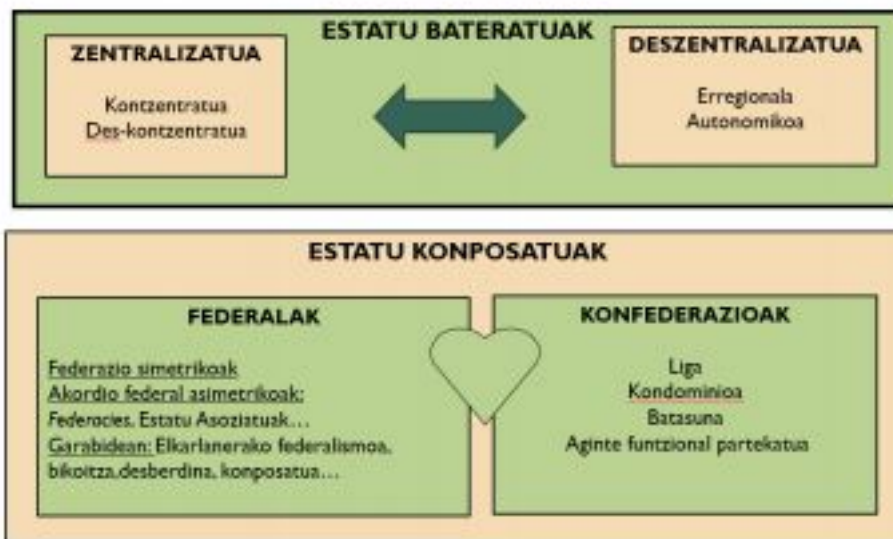 ESTATU BATERATUAK
ZENTRALIZATUA
Kontzentratua
Des-kontzentratua
DESZENTRALIZATUA
Erregionala
Autonomikoa
ESTATU KONPOSATUAK
FEDERALAK
Federazio simetrikoak
Akordio federal asimetrikoak:
Federacies, Estatu Asoziatuak…
Garabidean: Elkarlanerako federalismoa,
bikoitza,desberdina, konposatua…
KONFEDERAZIOAK
Liga
Kondominioa
Batasuna
Aginte funtzional partekatua